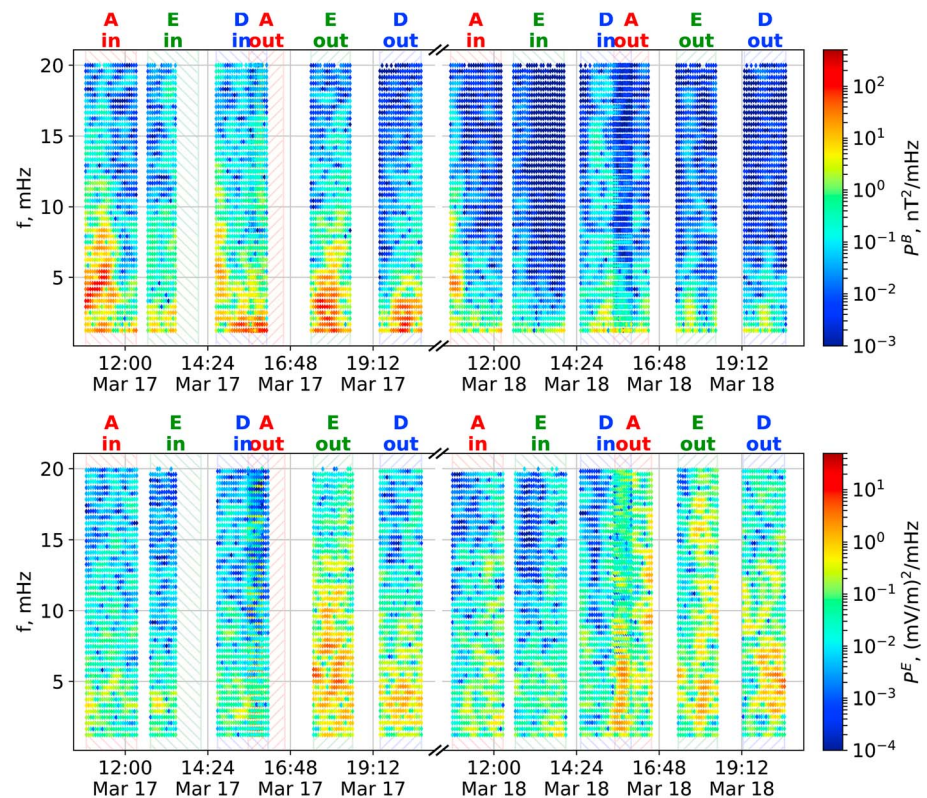 A E D A E D A E D A E D
in in in out out out in in in out out out
20
15
10
5
f, mHz
12:00 14:24 16:48 19:12 12:00 14:24 16:48 19:12
Mar 17 Mar 17 Mar 17 Mar 17 Mar 18 Mar 18 Mar 18 Mar 18
10²
10¹
10⁰
10⁻¹
10⁻²
10⁻³
Pᴮ, nT²/mHz
A E D A E D A E D A E D
in in in out out out in in in out out out
20
15
10
5
f, mHz
12:00 14:24 16:48 19:12 12:00 14:24 16:48 19:12
Mar 17 Mar 17 Mar 17 Mar 17 Mar 18 Mar 18 Mar 18 Mar 18
10¹
10⁰
10⁻¹
10⁻²
10⁻³
10⁻⁴
Pᴱ, (mV/m)²/mHz